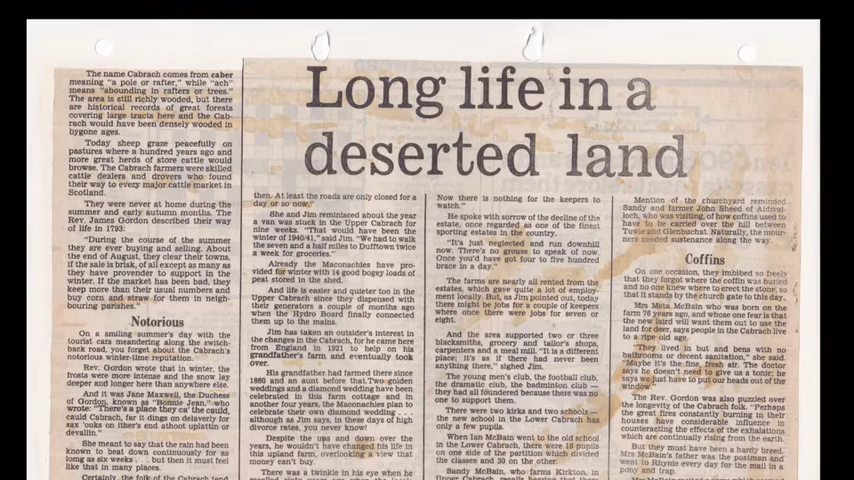 Long life in a
deserted land
The name Cabrach comes from caber
meaning "a pole or rafter," while "ach"
means "abounding in rafters or trees."
The area is still richly wooded, but there
are historical records of great forests
covering large tracts here and the Cab-
rach would have been densely wooded in
bygone ages.
Today sheep graze peacefully on
pastures where a hundred years ago and
more great herds of store cattle would
browse. The Cabrach farmers were skilled
cattle dealers and drovers who found
their way to every major cattle market in
Scotland.
They were never at home during the
summer and early autumn months. The
Rev. James Gordon described their way
of life in 1793:
"During the course of the summer
they are ever buying and selling. About
the end of August, they clear their towns,
if the sale is brisk, of all except as many as
they have provender to support in the
winter. If the market has been bad, they
keep more than their usual numbers and
buy corn and straw for them in neigh-
bouring parishes."
Notorious
On a smiling summer's day with the
tourist cars meandering along the switch-
back road, you forget about the Cabrach's
notorious winter-time reputation.
Rev. Gordon wrote that in winter, the
frosts were more intense and the snow lay
deeper and longer here than anywhere else.
And it was Jane Maxwell, the Duchess
of Gordon, known as "Bonnie Jean," who
wrote: "There's a place they ca' the cauld,
cauld Cabrach, far it dings on delaverly for
sax 'ouks on ilther's end athout uplattin or
devallin."
She meant to say that the rain had been
known to beat down continuously for as
long as six weeks . . . but then it must feel
like that in many places.
Certainly, the folk of the Cabrach land
then. At least the roads are only closed for a
day or so now.
She and Jim reminisced about the year
a van was stuck in the Upper Cabrach for
nine weeks. "That would have been the
winter of 1940/41," said Jim. "We had to walk
the seven and a half miles to Dufftown twice
a week for groceries."
Already the Maconachies have pro-
vided for winter with 14 good bogey loads of
peat stored in the shed.
And life is easier and quieter too in the
Upper Cabrach since they dispensed with
their generators a couple of months ago
when the Hydro Board finally connected
them up to the mains.
Jim has taken an outsider's interest in
the changes in the Cabrach, for he came here
from England in 1921 to help on his
grandfather's farm and eventually took
over.
His grandfather had farmed there since
1860 and an aunt before that. Two golden
weddings and a diamond wedding have been
celebrated in this farm cottage and in
another four years, the Maconachies plan to
celebrate their own diamond wedding . . .
although as Jim says, in these days of high
divorce rates, you never know!
Despite the ups and downs over the
years, he wouldn't have changed his life in
this upland farm, overlooking a view that
money can't buy.
There was a twinkle in his eye when he
Now there is nothing for the keepers to
watch."
He spoke with sorrow of the decline of the
estate, once regarded as one of the finest
sporting estates in the country.
"It's just neglected and run downhill
now. There's no grouse to speak of now.
Once you'd have got four to five hundred
brace in a day."
The farms are nearly all rented from the
estates, which gave quite a lot of employ-
ment locally. But, as Jim pointed out, today
there might be jobs for a couple of keepers
where once there were jobs for seven or
eight.
And the area supported two or three
blacksmiths, grocery and tailor's shops,
carpenters and a meal mill. "It is a different
place; it's as if there had never been
anything there," sighed Jim.
The young men's club, the football club,
the dramatic club, the badminton club —
they had all foundered because there was no
one to support them.
There were two kirks and two schools —
the new school in the Lower Cabrach has
only a few pupils.
When Ian McBain went to the old school
in the Lower Cabrach, there were 18 pupils
on one side of the partition which divided
the classes and 30 on the other.
Sandy McBain, who farms Kirkton, in
Upper Cabrach, recalls hearing that there
Mention of the churchyard reminded
Sandy and farmer John Sheed of Aldival-
loch, who was visiting, of how coffins used to
have to be carried over the hill between
Towie and Glenbuchat. Naturally, the mour-
ners needed sustenance along the way.
Coffins
On one occasion, they imbibed so freely
that they forgot where the coffin was buried
and no one knew where to erect the stone, so
that it stands by the church gate to this day.
Mrs Meta McBain who was born on the
farm 76 years ago, and whose one fear is that
the new laird will want them out to use the
land for deer, says people in the Cabrach live
to a ripe old age.
"They lived in but and bens with no
bathrooms or decent sanitation," she said.
"Maybe it's the fine, fresh air. The doctor
says he doesn't need to give us a tonic; he
says we just have to put our heads out of the
window."
The Rev. Gordon was also puzzled over
the longevity of the Cabrach folk. "Perhaps
the great fires constantly burning in their
houses have considerable influence in
counteracting the effects of the exhalations
which are continually rising from the earth.
But they must have been a hardy breed.
Mrs McBain's father was the postman and
went to Rhynie every day for the mail in a
pony and trap.